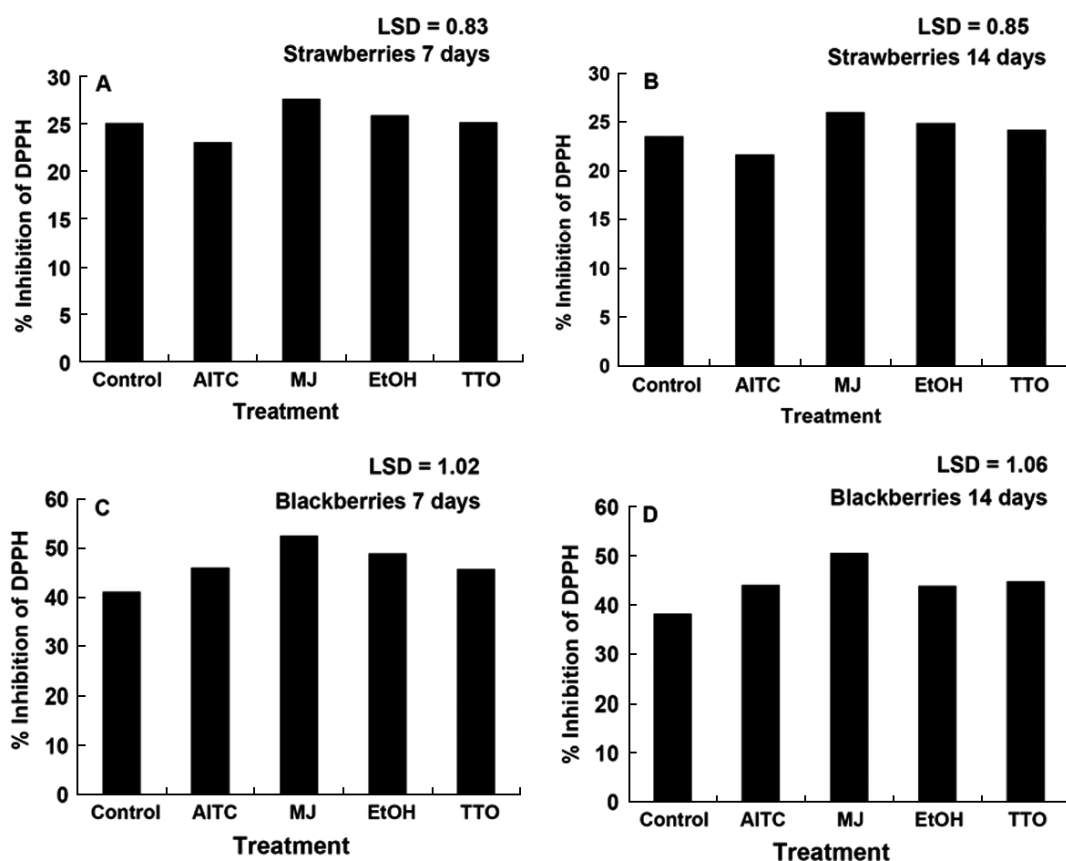 LSD = 0.83
Strawberries 7 days
A
% Inhibition of DPPH
30
25
20
15
10
5
0
Control AITC MJ EtOH TTO
Treatment
LSD = 0.85
Strawberries 14 days
B
% Inhibition of DPPH
30
25
20
15
10
5
0
Control AITC MJ EtOH TTO
Treatment
LSD = 1.02
Blackberries 7 days
C
% Inhibition of DPPH
60
50
40
30
20
10
0
Control AITC MJ EtOH TTO
Treatment
LSD = 1.06
Blackberries 14 days
D
% Inhibition of DPPH
60
50
40
30
20
10
0
Control AITC MJ EtOH TTO
Treatment